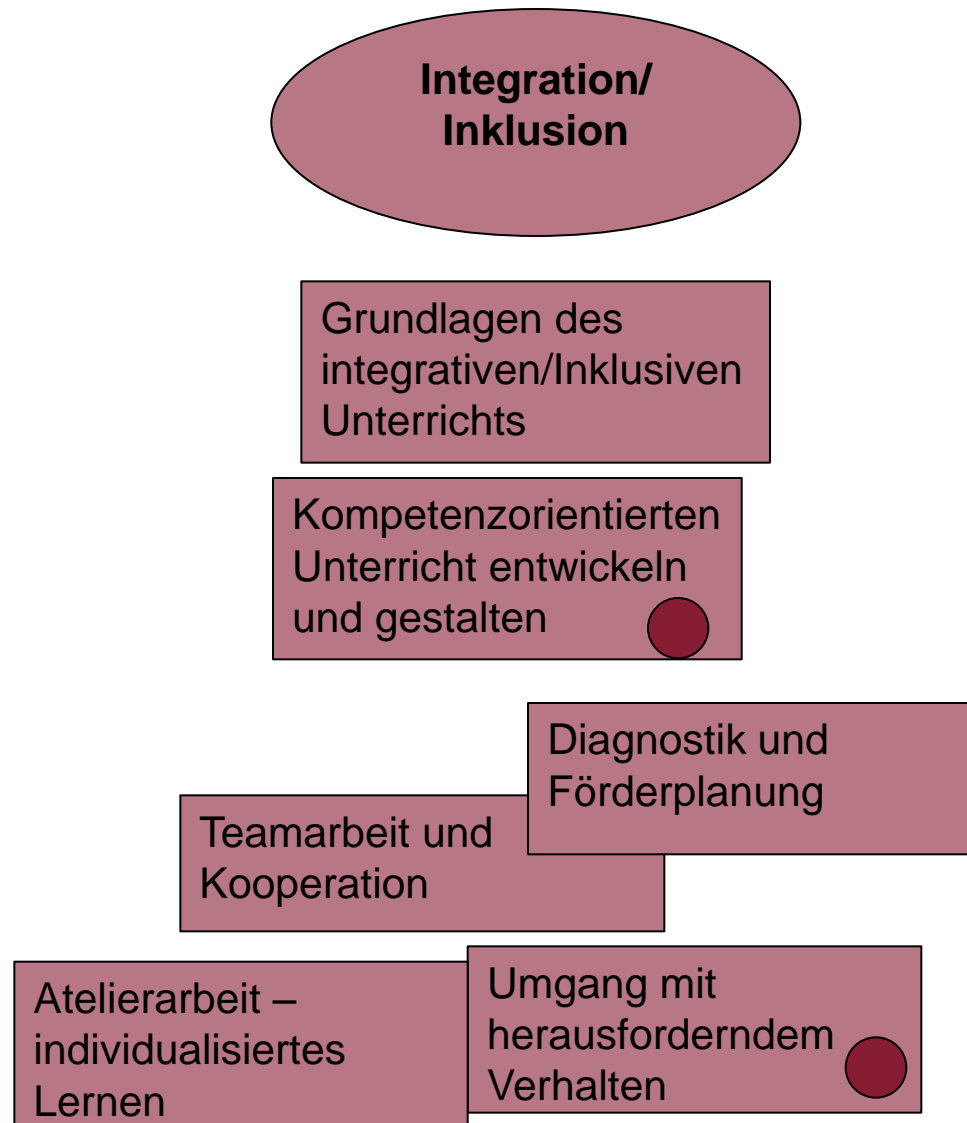 Integration/
Inklusion
Grundlagen des
integrativen/Inklusiven
Unterrichts
Kompetenzorientierten
Unterricht entwickeln
und gestalten
Diagnostik und
Förderplanung
Teamarbeit und
Kooperation
Atelierarbeit –
individualisiertes
Lernen
Umgang mit
herausforderndem
Verhalten